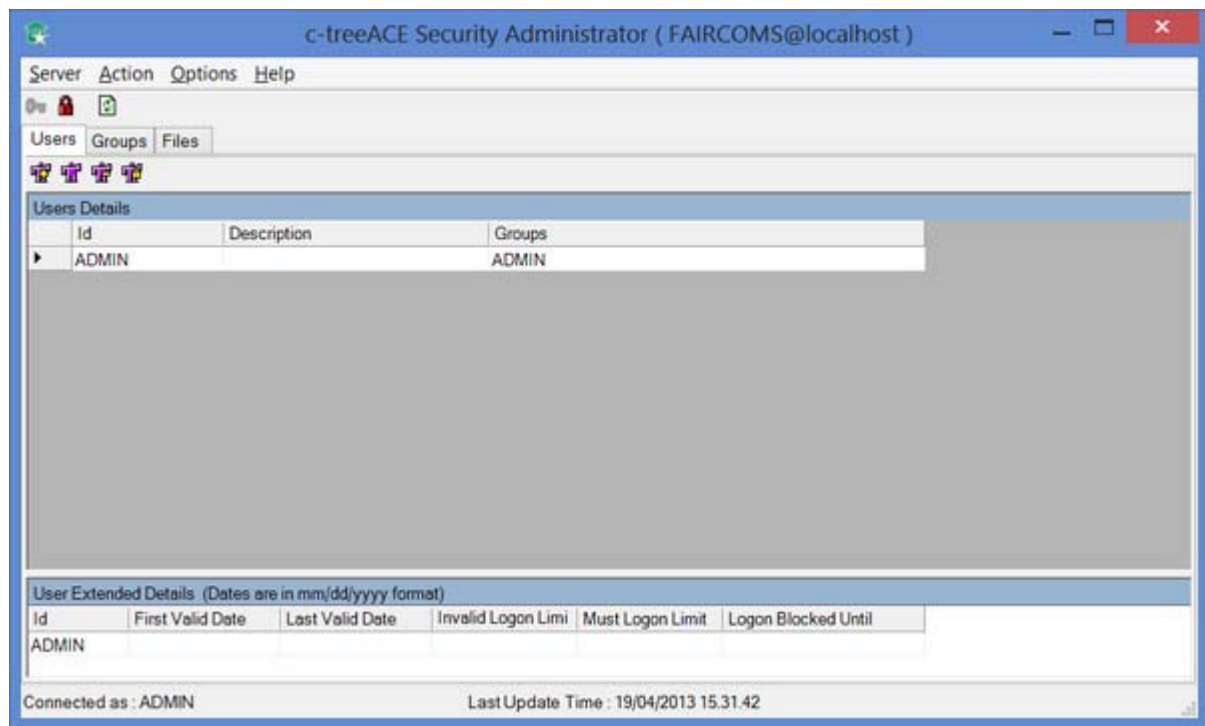 c-treeACE Security Administrator ( FAIRCOMS@localhost )
Server Action Options Help
Users Groups Files
Users Details
Id Description Groups
ADMIN ADMIN
User Extended Details (Dates are in mm/dd/yyyy format)
Id First Valid Date Last Valid Date Invalid Logon Limi Must Logon Limit Logon Blocked Until
ADMIN
Connected as : ADMIN Last Update Time : 19/04/2013 15.31.42